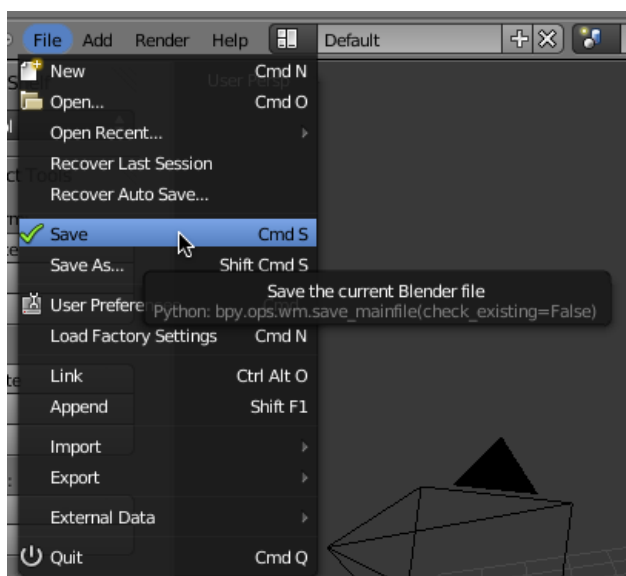 File Add Render Help Default
User Persp
New Cmd N
Open... Cmd O
Open Recent...
Recover Last Session
Recover Auto Save...
Save Cmd S
Save As... Shift Cmd S
Save the current Blender file
User Prefere
Python: bpy.ops.wm.save_mainfile(check_existing=False)
Load Factory Settings Cmd N
Link Ctrl Alt O
Append Shift F1
Import
Export
External Data
Quit Cmd Q